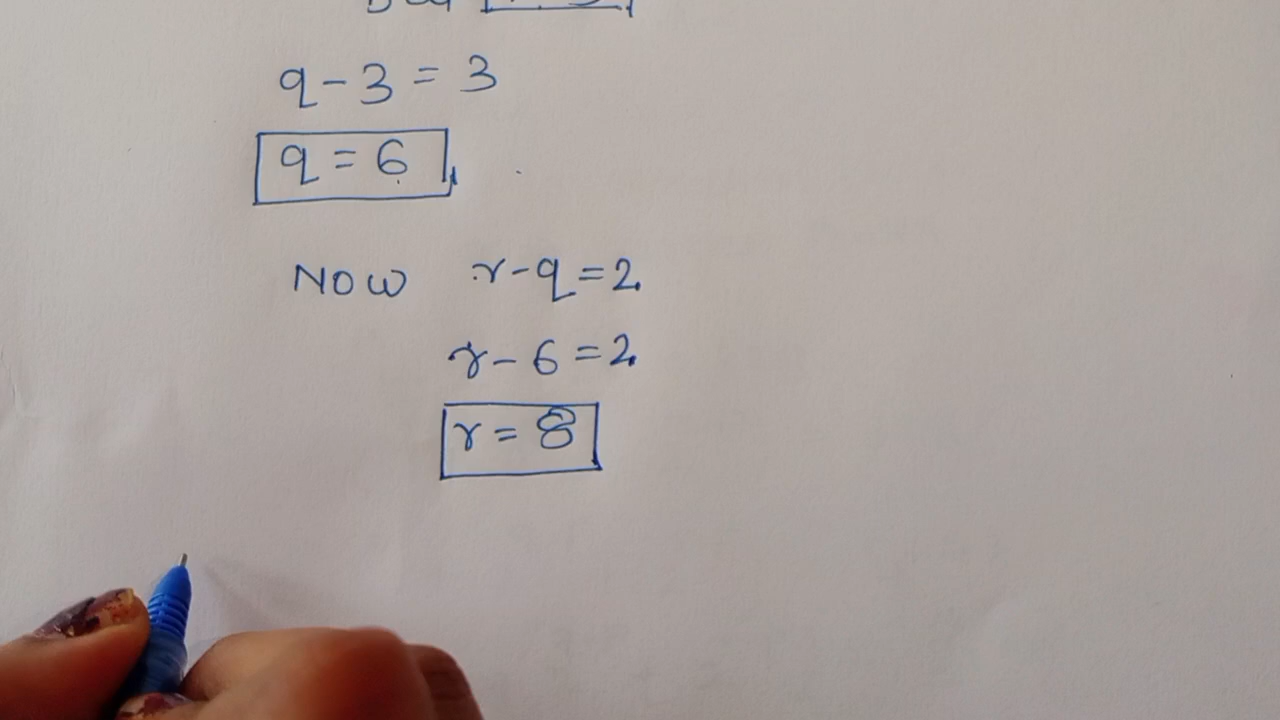 q - 3 = 3
q = 6
NOW r - q = 2
r - 6 = 2
r = 8